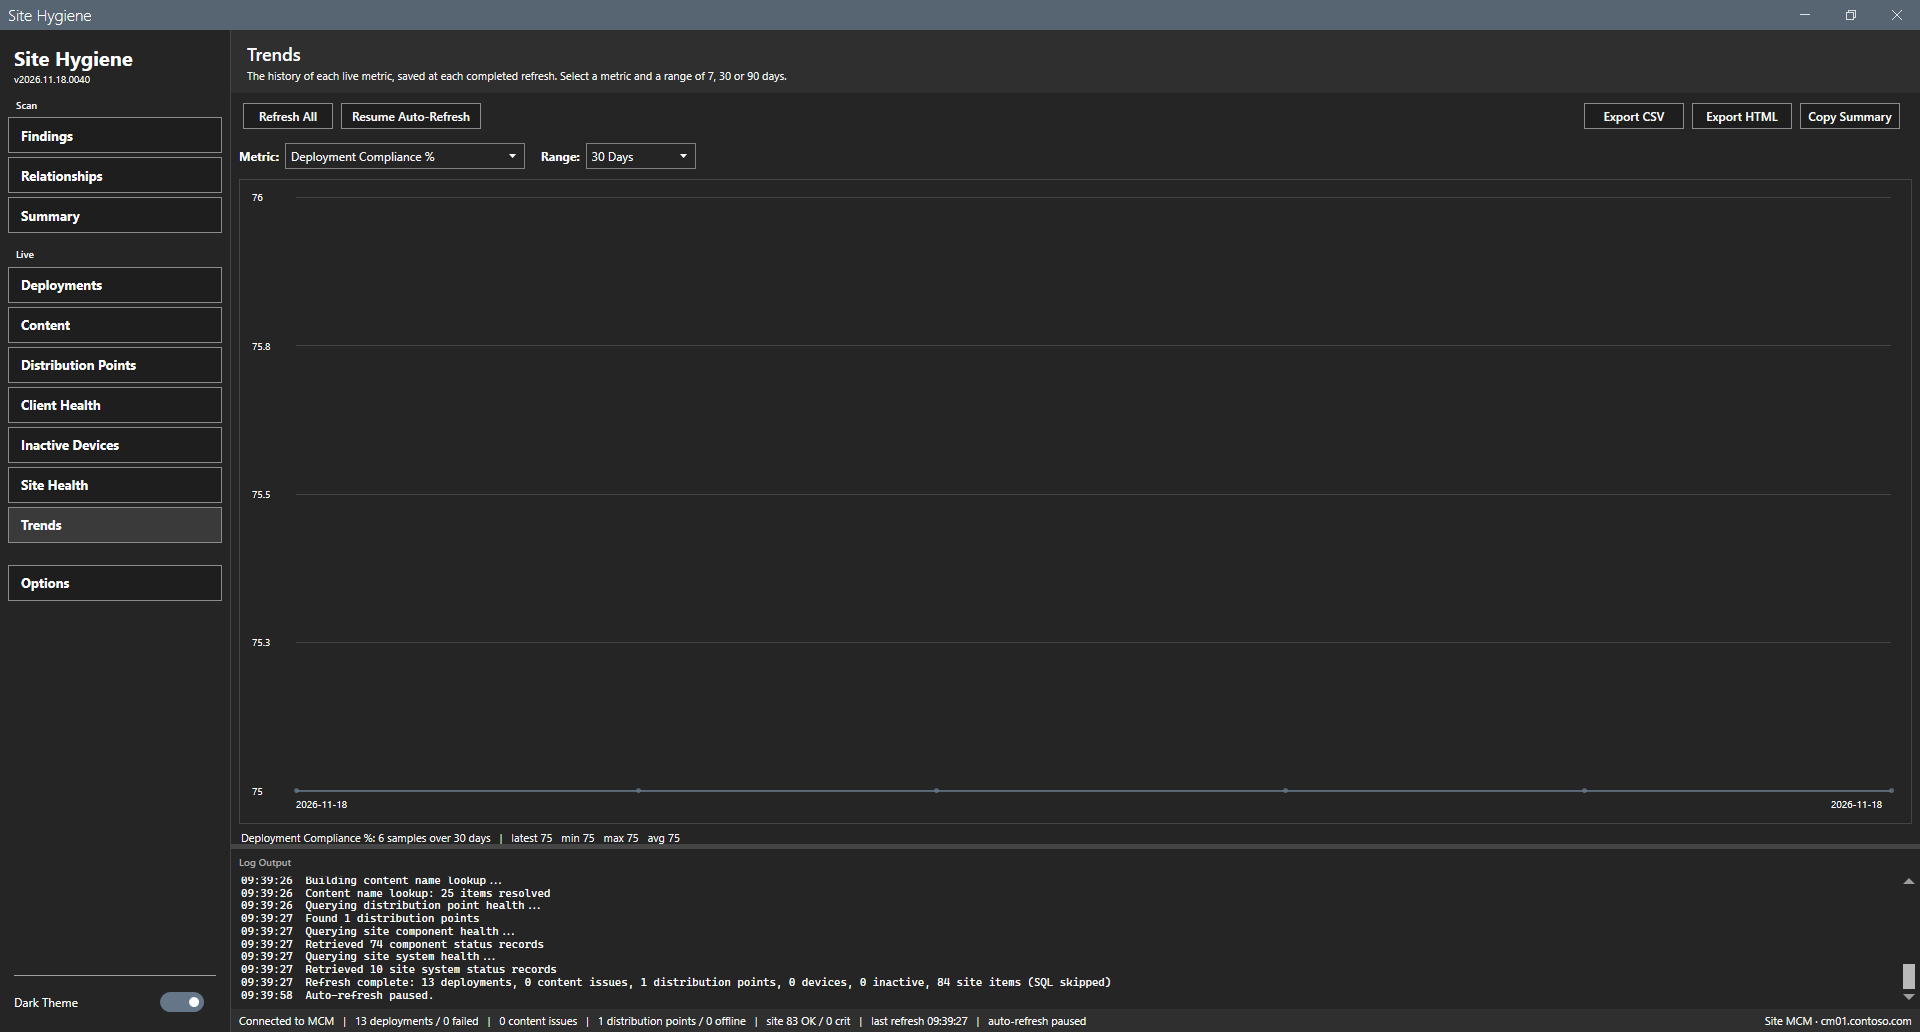 Site Hygiene
Site Hygiene
v2026.11.18.0040
Scan
Findings
Relationships
Summary
Live
Deployments
Content
Distribution Points
Client Health
Inactive Devices
Site Health
Trends
Options
Dark Theme
Trends
The history of each live metric, saved at each completed refresh. Select a metric and a range of 7, 30 or 90 days.
Refresh All
Resume Auto-Refresh
Export CSV
Export HTML
Copy Summary
Metric: Deployment Compliance %
Range: 30 Days
76
75.8
75.5
75.3
75
2026-11-18
2026-11-18
Deployment Compliance %: 6 samples over 30 days | latest 75 min 75 max 75 avg 75
Log Output
09:39:26 Building content name lookup...
09:39:26 Content name lookup: 25 items resolved
09:39:26 Querying distribution point health...
09:39:27 Found 1 distribution points
09:39:27 Querying site component health...
09:39:27 Retrieved 74 component status records
09:39:27 Querying site system health...
09:39:27 Retrieved 10 site system status records
09:39:27 Refresh complete: 13 deployments, 0 content issues, 1 distribution points, 0 devices, 0 inactive, 84 site items (SQL skipped)
09:39:58 Auto-refresh paused.
Connected to MCM | 13 deployments / 0 failed | 0 content issues | 1 distribution points / 0 offline | site 83 OK / 0 crit | last refresh 09:39:27 | auto-refresh paused
Site MCM · cm01.contoso.com